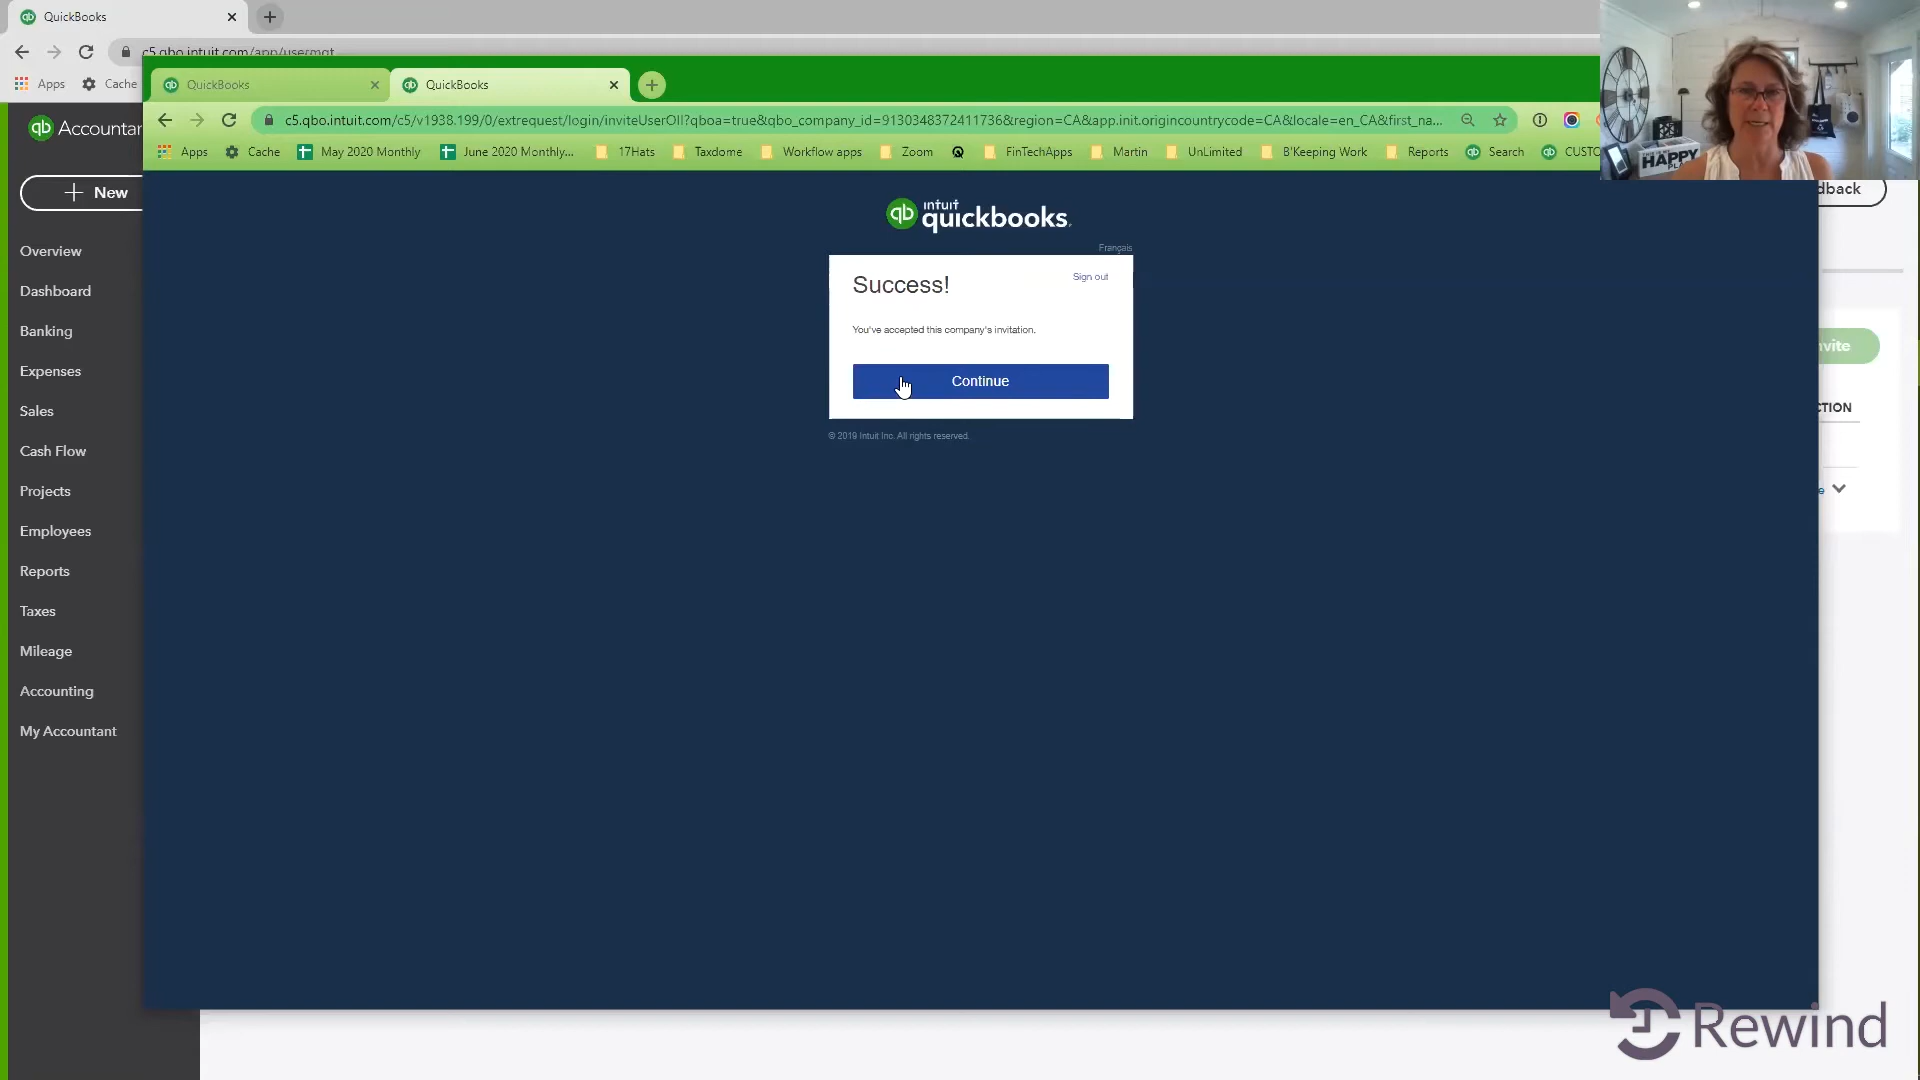 QuickBooks
c5.qbo.intuit.com/app/usermgt
Apps
Cache
QuickBooks
QuickBooks
c5.qbo.intuit.com/c5/v1938.199/0/extrequest/login/inviteUserOII?qboa=true&qbo_company_id=9130348372411736&region=CA&app.init.origincountrycode=CA&locale=en_CA&first_na...
Apps Cache May 2020 Monthly June 2020 Monthly... 17Hats Taxdome Workflow apps Zoom FinTechApps Martin UnLimited B'Keeping Work Reports Search CUSTO
HAPPY
qb Accountan
New
Overview
Dashboard
Banking
Expenses
Sales
Cash Flow
Projects
Employees
Reports
Taxes
Mileage
Accounting
My Accountant
dback
nvite
CTION
e
qb intuit
quickbooks.
Français
Success!
Sign out
You've accepted this company's invitation.
Continue
© 2019 Intuit Inc. All rights reserved.
Rewind